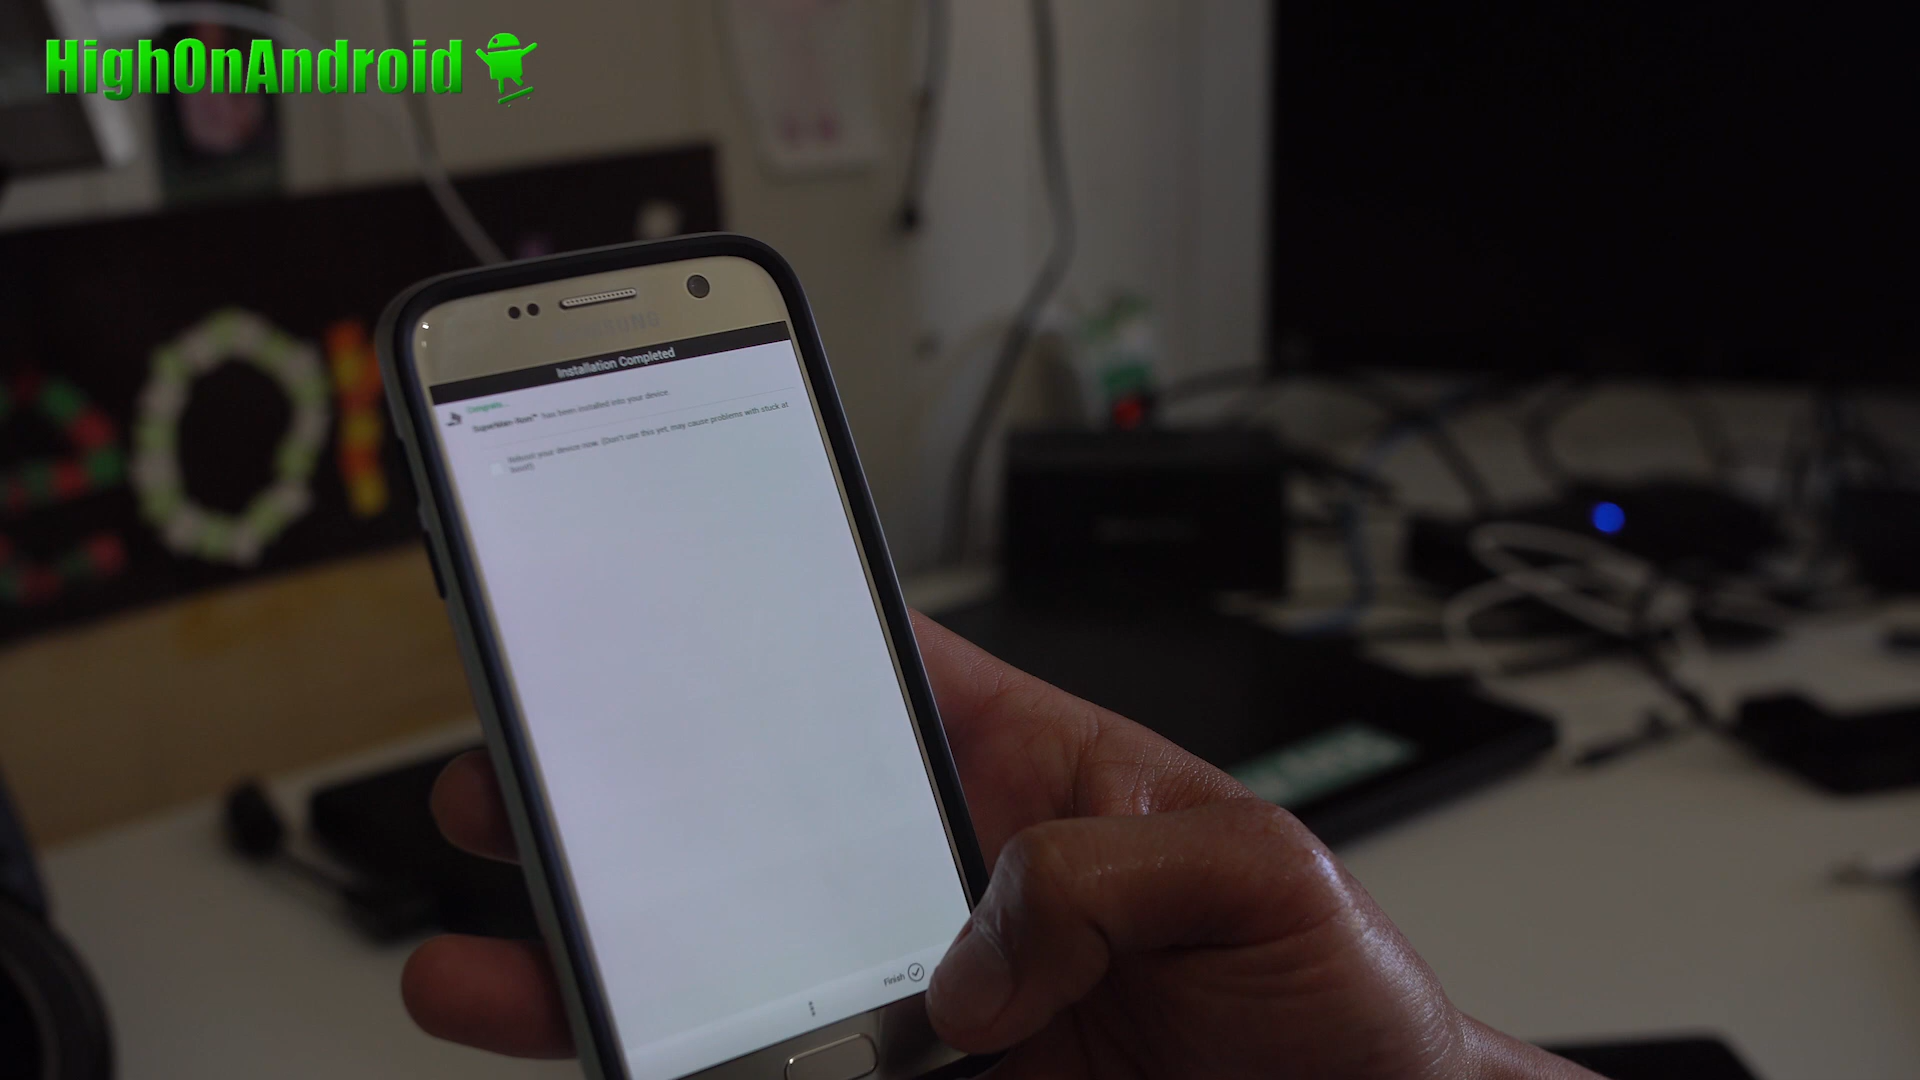 HighOnAndroid
SAMSUNG
Installation Completed
Congrats...
SuperMan-Rom™ has been installed into your device.
Reboot your device now. (Don't use this yet, may cause problems with stuck at
boot!)
Finish